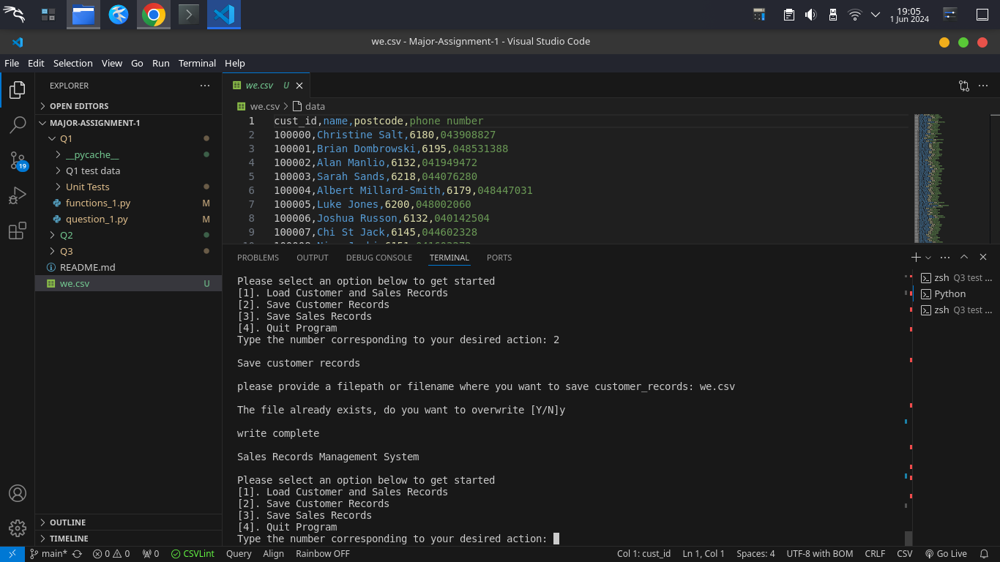 19:05
1 Jun 2024
we.csv - Major-Assignment-1 - Visual Studio Code
File Edit Selection View Go Run Terminal Help
EXPLORER
OPEN EDITORS
MAJOR-ASSIGNMENT-1
Q1
__pycache__
Q1 test data
Unit Tests
functions_1.py M
question_1.py M
Q2
Q3
README.md
we.csv U
OUTLINE
TIMELINE
19
we.csv U
we.csv > data
1 cust_id,name,postcode,phone number
2 100000,Christine Salt,6180,043908827
3 100001,Brian Dombrowski,6195,048531388
4 100002,Alan Manlio,6132,041949472
5 100003,Sarah Sands,6218,044076280
6 100004,Albert Millard-Smith,6179,048447031
7 100005,Luke Jones,6200,048002060
8 100006,Joshua Russon,6132,040142504
9 100007,Chi St Jack,6145,044602328
PROBLEMS OUTPUT DEBUG CONSOLE TERMINAL PORTS
Please select an option below to get started
[1]. Load Customer and Sales Records
[2]. Save Customer Records
[3]. Save Sales Records
[4]. Quit Program
Type the number corresponding to your desired action: 2
Save customer records
please provide a filepath or filename where you want to save customer_records: we.csv
The file already exists, do you want to overwrite [Y/N]y
write complete
Sales Records Management System
Please select an option below to get started
[1]. Load Customer and Sales Records
[2]. Save Customer Records
[3]. Save Sales Records
[4]. Quit Program
Type the number corresponding to your desired action:
zsh Q3 test ...
Python
zsh Q3 test ...
main* 0 0 0 CSVLint Query Align Rainbow OFF Col 1: cust_id Ln 1, Col 1 Spaces: 4 UTF-8 with BOM CRLF CSV Go Live